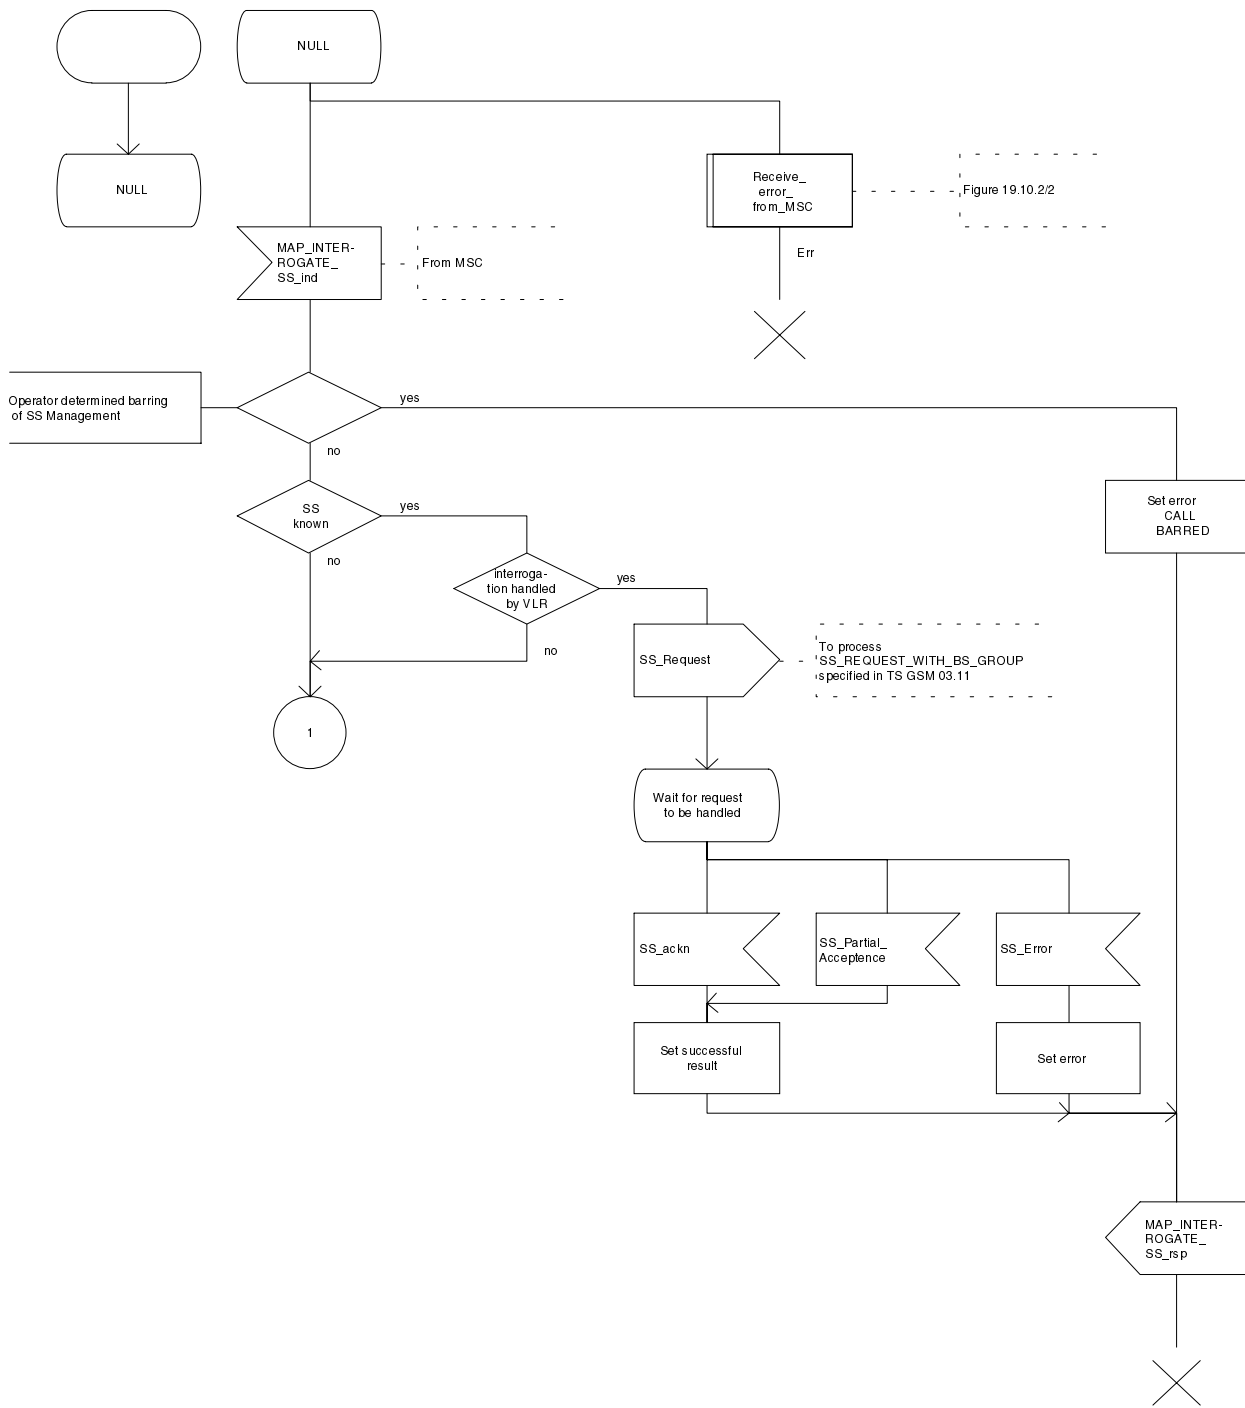 NULL
NULL
Receive_
error_
from_MSC
Figure 19.10.2/2
MAP_INTER-
ROGATE_
SS_ind
From MSC
Err
Operator determined barring
of SS Management
yes
no
SS
known
yes
no
Set error
CALL
BARRED
interroga-
tion handled
by VLR
yes
no
SS_Request
To process
SS_REQUEST_WITH_BS_GROUP
specified in TS GSM 03.11
1
Wait for request
to be handled
SS_ackn
SS_Partial_
Acceptence
SS_Error
Set successful
result
Set error
MAP_INTER-
ROGATE_
SS_rsp